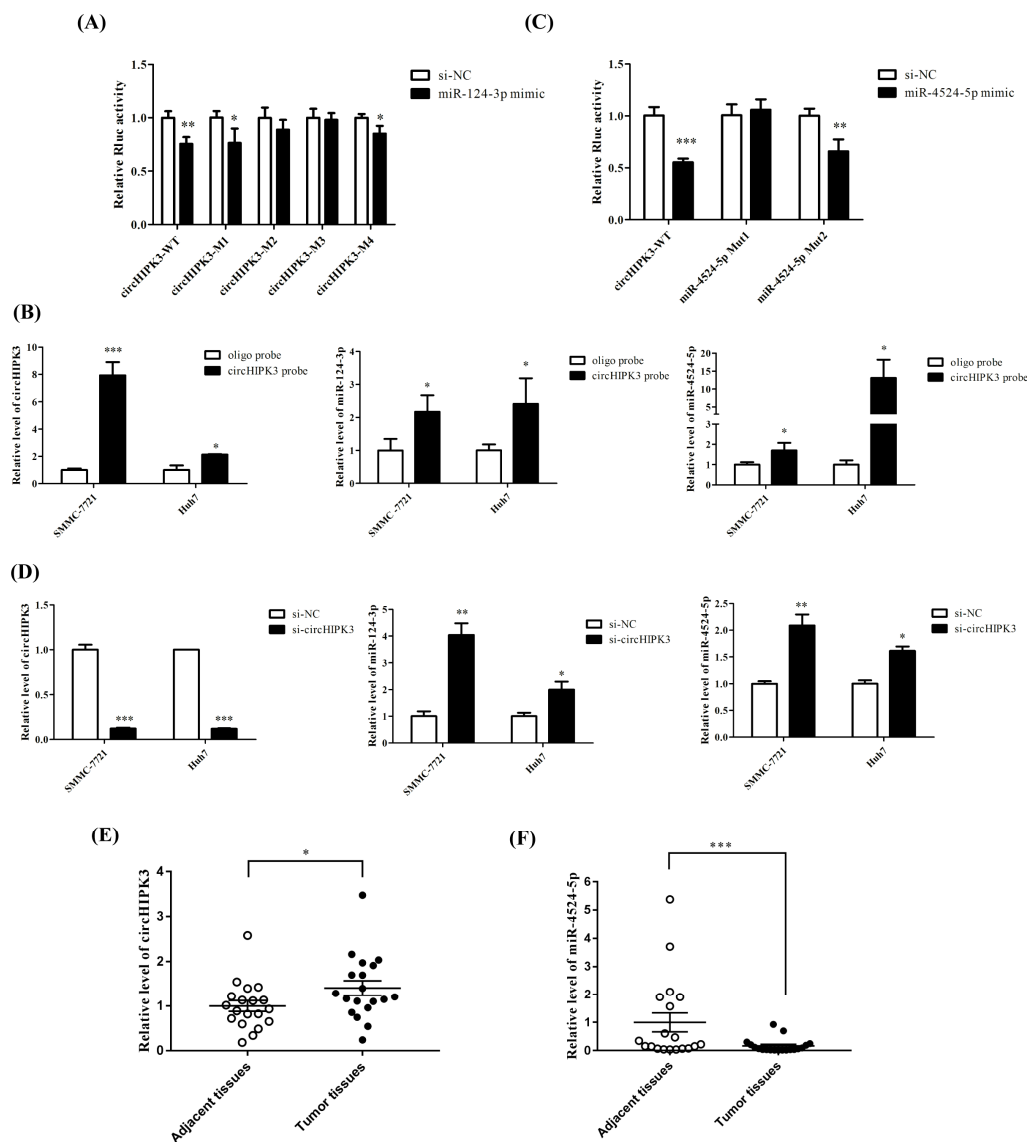 (A)
Relative Rluc activity
1.5
1.0
0.5
0.0
si-NC
miR-124-3p mimic
**
*
*
circHIPK3-WT
circHIPK3-M1
circHIPK3-M2
circHIPK3-M3
circHIPK3-M4
(C)
Relative Rluc activity
1.5
1.0
0.5
0.0
si-NC
miR-4524-5p mimic
***
**
circHIPK3-WT
miR-4524-5p Mut1
miR-4524-5p Mut2
(B)
Relative level of circHIPK3
10
8
6
4
2
0
oligo probe
circHIPK3 probe
***
*
SMMC-7721
Huh7
Relative level of miR-124-3p
4
3
2
1
0
oligo probe
circHIPK3 probe
*
*
SMMC-7721
Huh7
Relative level of miR-4524-5p
20
15
10
5
3
2
1
0
oligo probe
circHIPK3 probe
*
*
SMMC-7721
Huh7
(D)
Relative level of circHIPK3
1.5
1.0
0.5
0.0
si-NC
si-circHIPK3
***
***
SMMC-7721
Huh7
Relative level of miR-124-3p
5
4
3
2
1
0
si-NC
si-circHIPK3
**
*
SMMC-7721
Huh7
Relative level of miR-4524-5p
2.5
2.0
1.5
1.0
0.5
0.0
si-NC
si-circHIPK3
**
*
SMMC-7721
Huh7
(E)
Relative level of circHIPK3
4
3
2
1
0
*
Adjacent tissues
Tumor tissues
(F)
Relative level of miR-4524-5p
6
5
4
3
2
1
0
***
Adjacent tissues
Tumor tissues